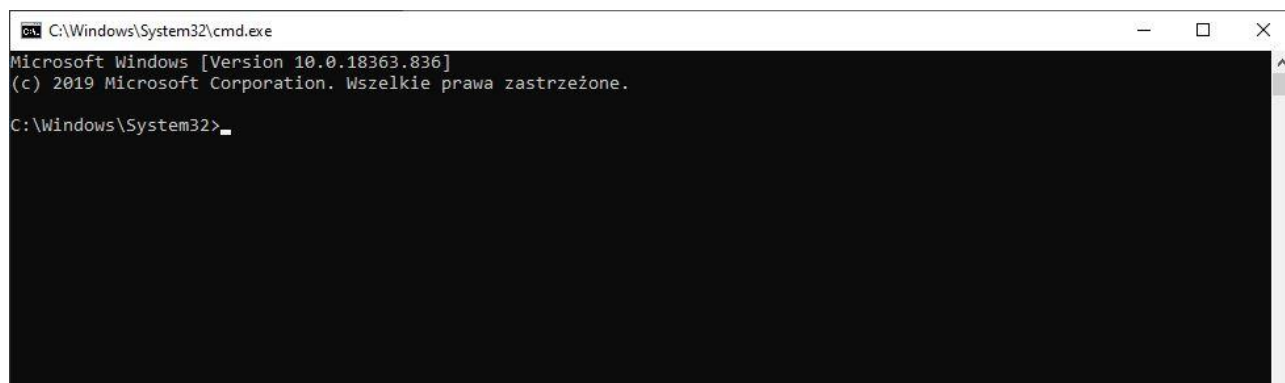 C:\Windows\System32\cmd.exe
Microsoft Windows [Version 10.0.18363.836]
(c) 2019 Microsoft Corporation. Wszelkie prawa zastrzeżone.
C:\Windows\System32>